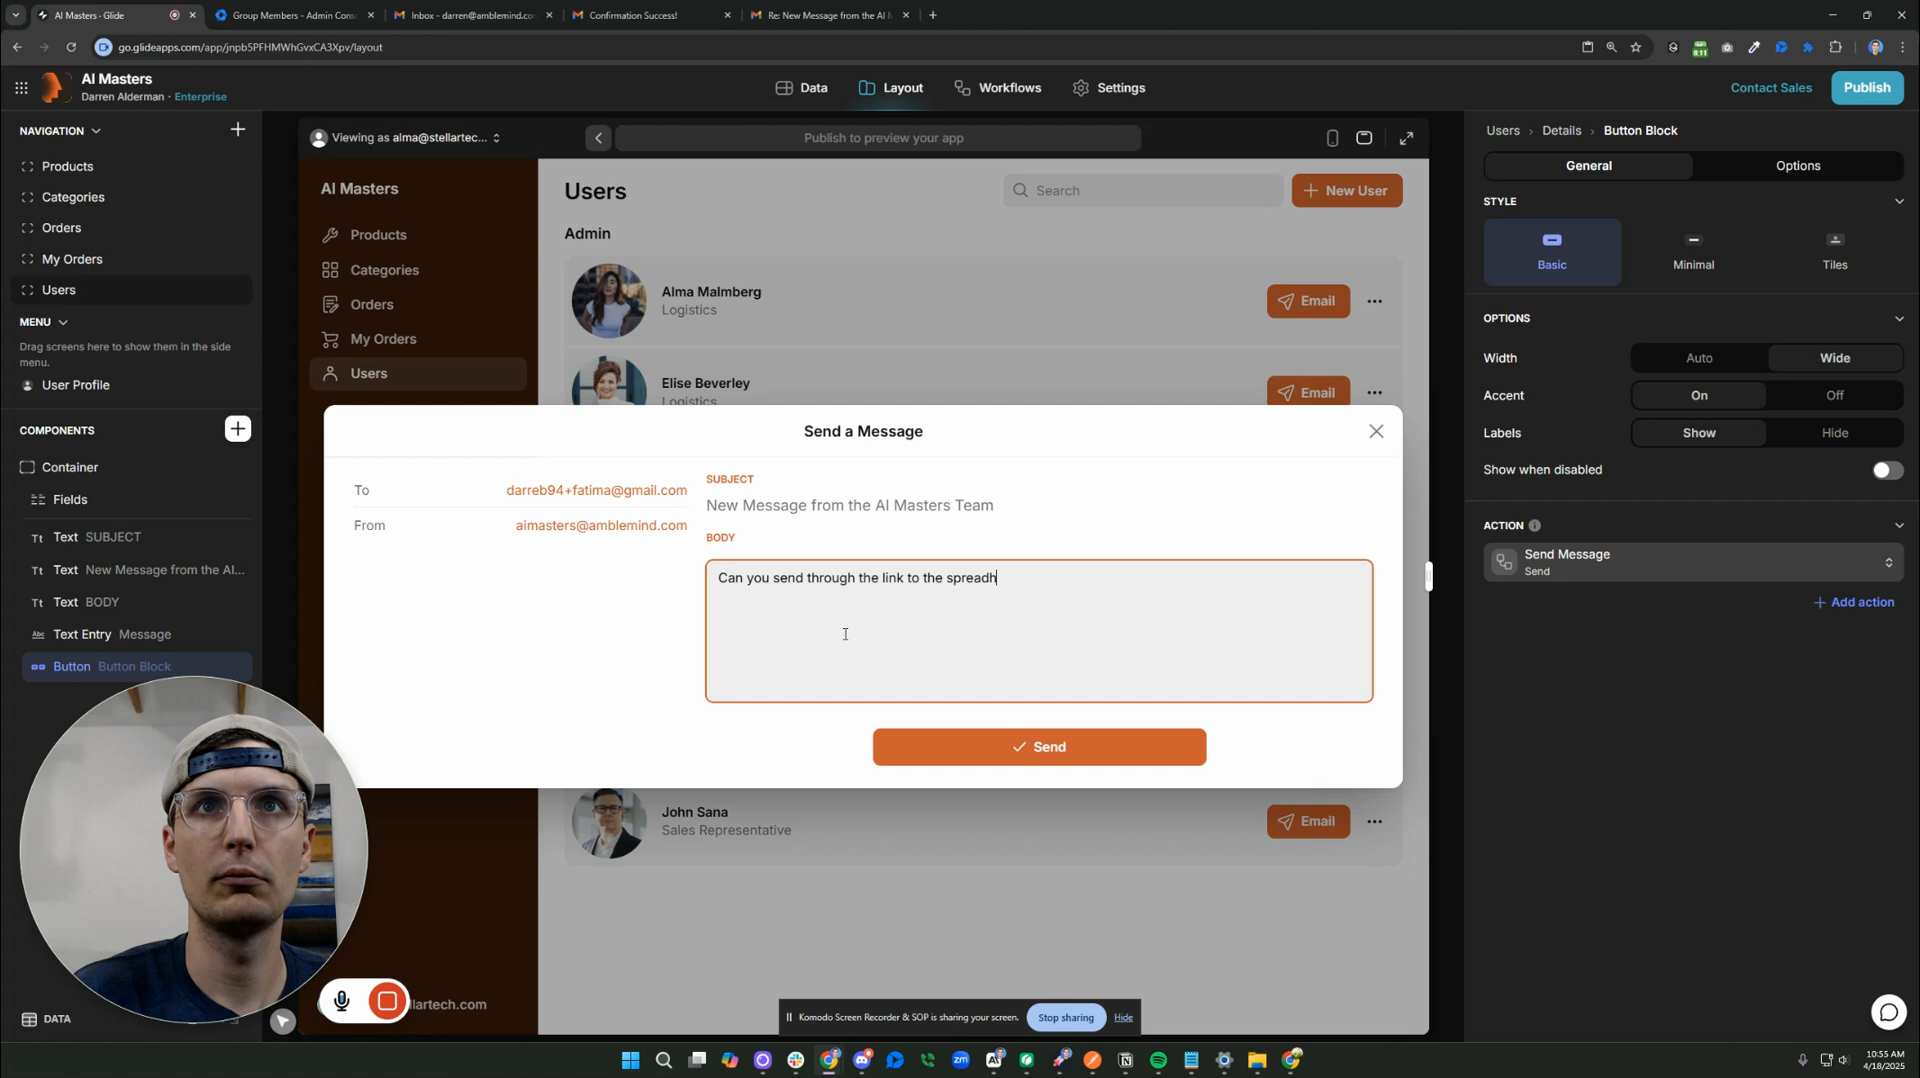 AI Masters - Glide
Group Members - Admin Cons
Inbox - darren@amblemind.co
Confirmation Success!
Re: New Message from the AI M
go.glideapps.com/app/jnpb5PFHMWhGvxCA3Xpv/layout
AI Masters
Darren Alderman · Enterprise
Data
Layout
Workflows
Settings
Contact Sales
Publish
NAVIGATION
Products
Categories
Orders
My Orders
Users
MENU
Drag screens here to show them in the side
menu.
User Profile
COMPONENTS
Container
Fields
Tt Text SUBJECT
Tt Text New Message from the AI...
Tt Text BODY
Abc Text Entry Message
Button Button Block
DATA
Viewing as alma@stellartec...
Publish to preview your app
AI Masters
Products
Categories
Orders
My Orders
Users
llartech.com
Users
Search
New User
Admin
Alma Malmberg
Logistics
Email
Elise Beverley
Logistics
Email
Send a Message
To darreb94+fatima@gmail.com
From aimasters@amblemind.com
SUBJECT
New Message from the AI Masters Team
BODY
Can you send through the link to the spreadh
Send
John Sana
Sales Representative
Email
Komodo Screen Recorder & SOP is sharing your screen.
Stop sharing
Hide
Users › Details › Button Block
General
Options
STYLE
Basic
Minimal
Tiles
OPTIONS
Width Auto Wide
Accent On Off
Labels Show Hide
Show when disabled
ACTION
Send Message
Send
Add action
zm
10:55 AM
4/18/2025